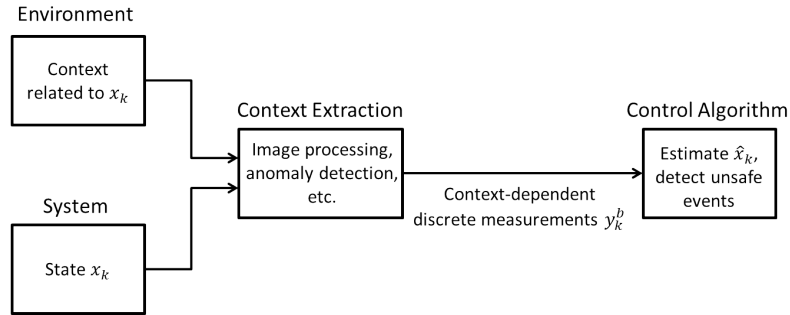 Environment
Context
related to xₖ
System
State xₖ
Context Extraction
Image processing,
anomaly detection,
etc.
Context-dependent
discrete measurements yₖᵇ
Control Algorithm
Estimate x̂ₖ,
detect unsafe
events